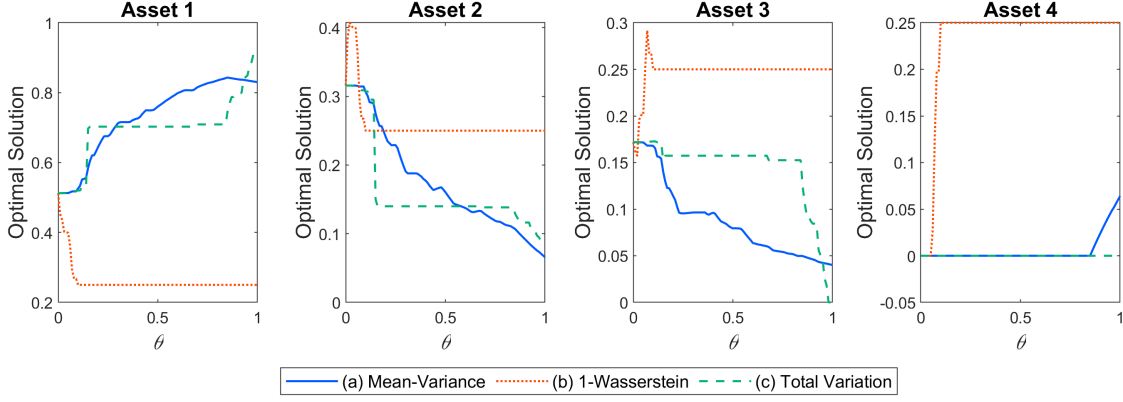 Asset 1
Optimal Solution
1
0.8
0.6
0.4
0.2
0
0.5
1
θ
Asset 2
Optimal Solution
0.4
0.3
0.2
0.1
0
0
0.5
1
θ
Asset 3
Optimal Solution
0.3
0.25
0.2
0.15
0.1
0.05
0
0
0.5
1
θ
Asset 4
Optimal Solution
0.25
0.2
0.15
0.1
0.05
0
-0.05
0
0.5
1
θ
(a) Mean-Variance
(b) 1-Wasserstein
(c) Total Variation